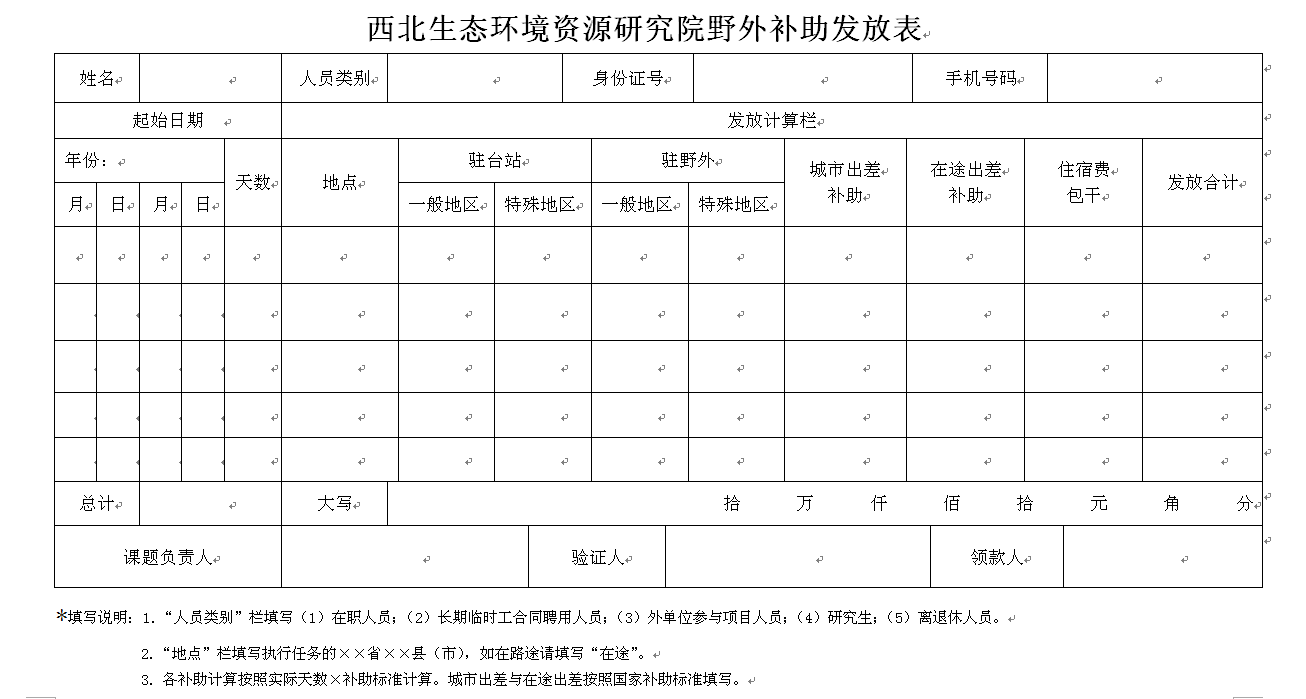 西北生态环境资源研究院野外补助发放表
姓名 人员类别 身份证号 手机号码
起始日期 发放计算栏
年份: 天数 地点 驻台站 驻野外 城市出差补助 在途出差补助 住宿费包干 发放合计
月 日 月 日 一般地区 特殊地区 一般地区 特殊地区
总计 大写 拾 万 仟 佰 拾 元 角 分
课题负责人 验证人 领款人
*填写说明: 1. “人员类别”栏填写（1）在职人员;（2）长期临时工合同聘用人员;（3）外单位参与项目人员;（4）研究生;（5）离退休人员。
2. “地点”栏填写执行任务的××省××县（市），如在路途请填写“在途”。
3. 各补助计算按照实际天数×补助标准计算。城市出差与在途出差按照国家补助标准填写。